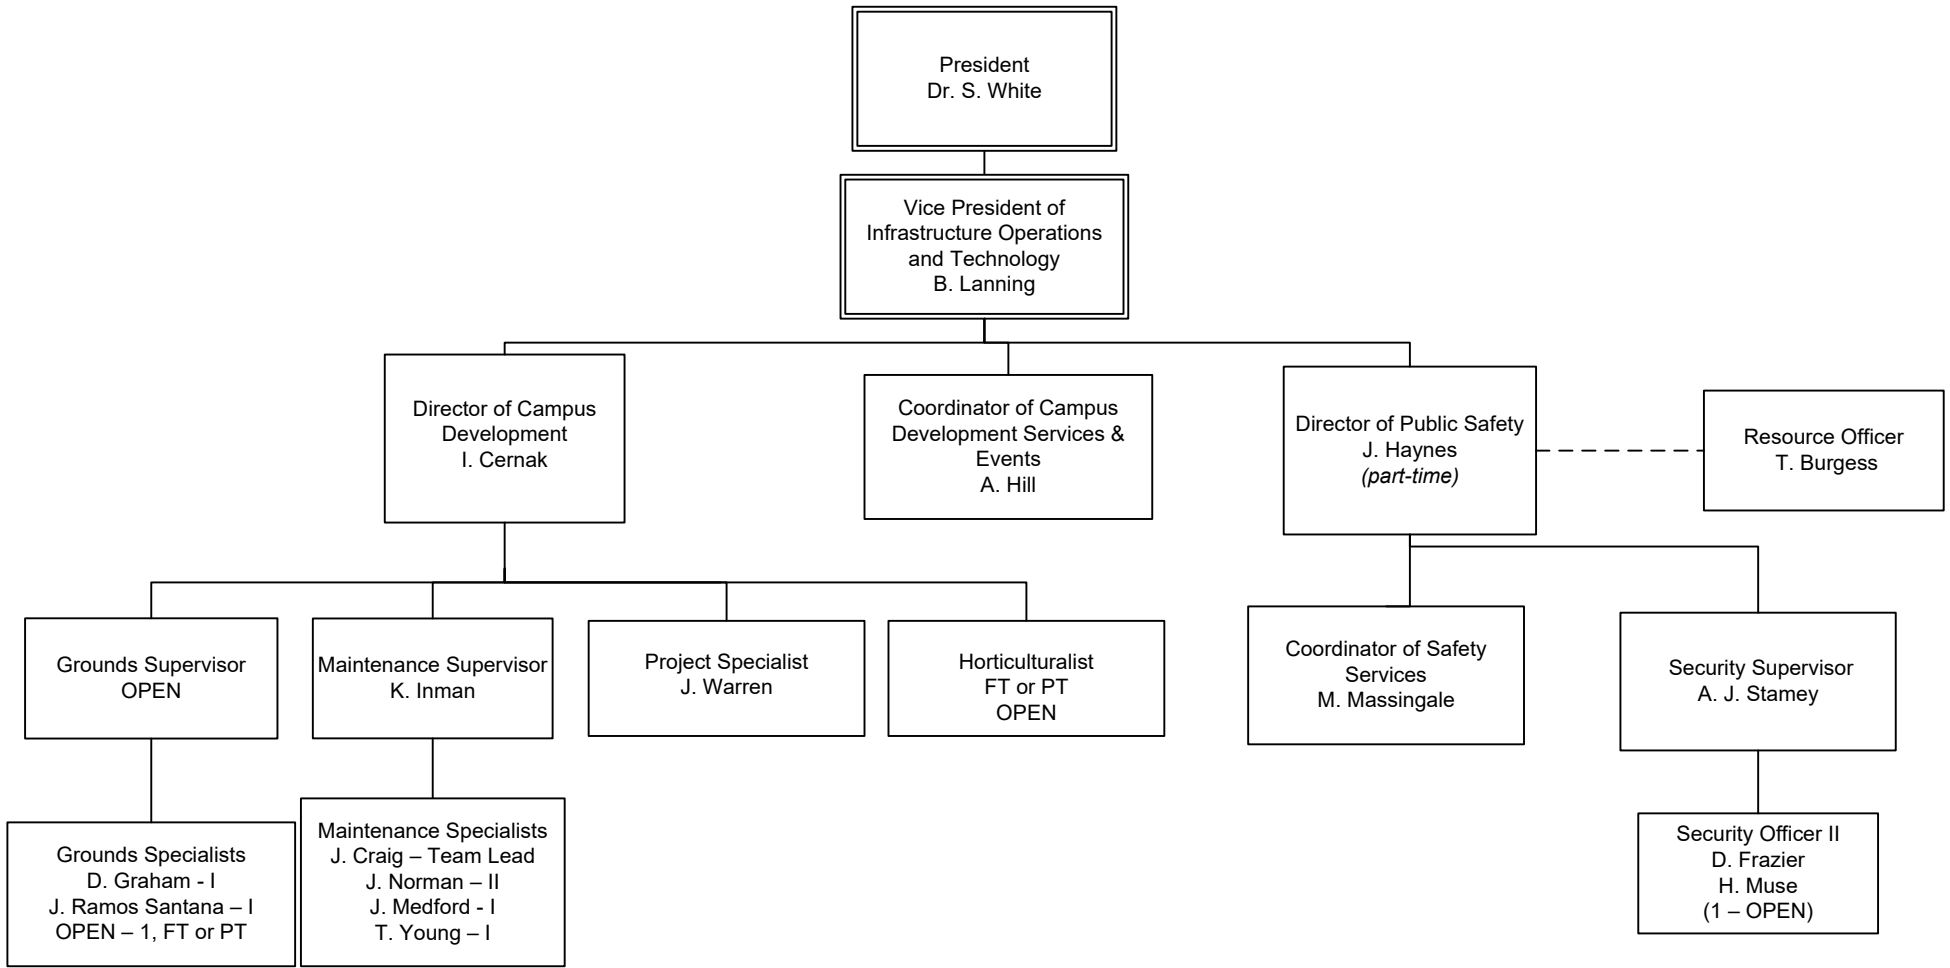 President
Dr. S. White
Vice President of
Infrastructure Operations
and Technology
B. Lanning
Director of Campus
Development
I. Cernak
Coordinator of Campus
Development Services &
Events
A. Hill
Director of Public Safety
J. Haynes
(part-time)
Resource Officer
T. Burgess
Grounds Supervisor
OPEN
Maintenance Supervisor
K. Inman
Project Specialist
J. Warren
Horticulturalist
FT or PT
OPEN
Coordinator of Safety
Services
M. Massingale
Security Supervisor
A. J. Stamey
Grounds Specialists
D. Graham - I
J. Ramos Santana – I
OPEN – 1, FT or PT
Maintenance Specialists
J. Craig – Team Lead
J. Norman – II
J. Medford - I
T. Young – I
Security Officer II
D. Frazier
H. Muse
(1 – OPEN)